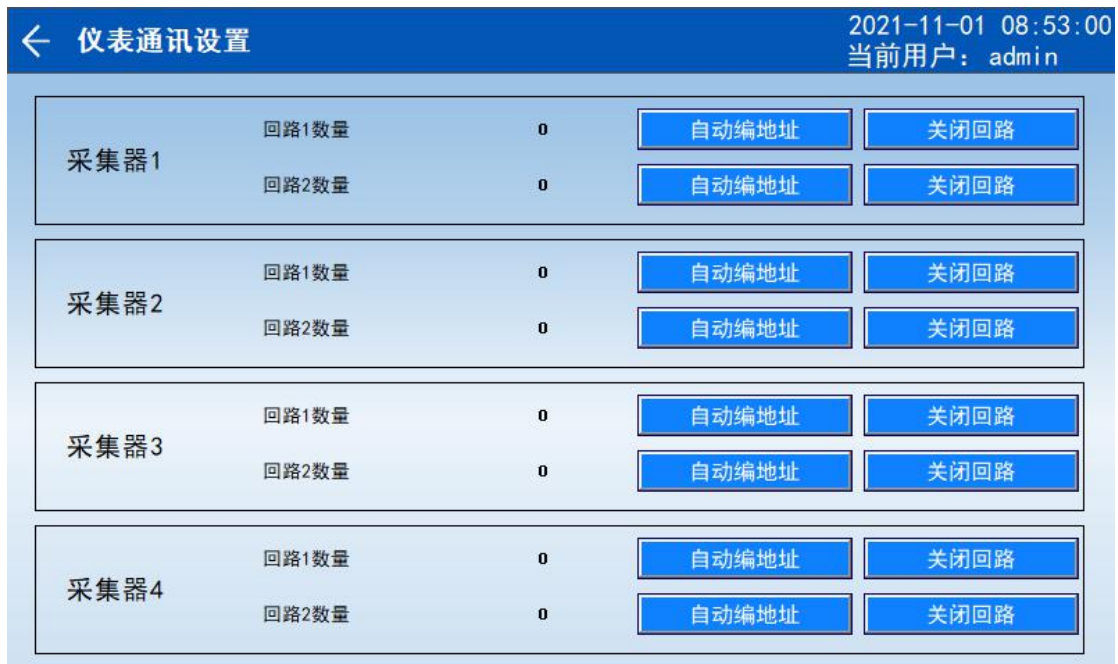 仪表通讯设置
2021-11-01 08:53:00
当前用户: admin
采集器1
回路1数量 0 自动编地址 关闭回路
回路2数量 0 自动编地址 关闭回路
采集器2
回路1数量 0 自动编地址 关闭回路
回路2数量 0 自动编地址 关闭回路
采集器3
回路1数量 0 自动编地址 关闭回路
回路2数量 0 自动编地址 关闭回路
采集器4
回路1数量 0 自动编地址 关闭回路
回路2数量 0 自动编地址 关闭回路